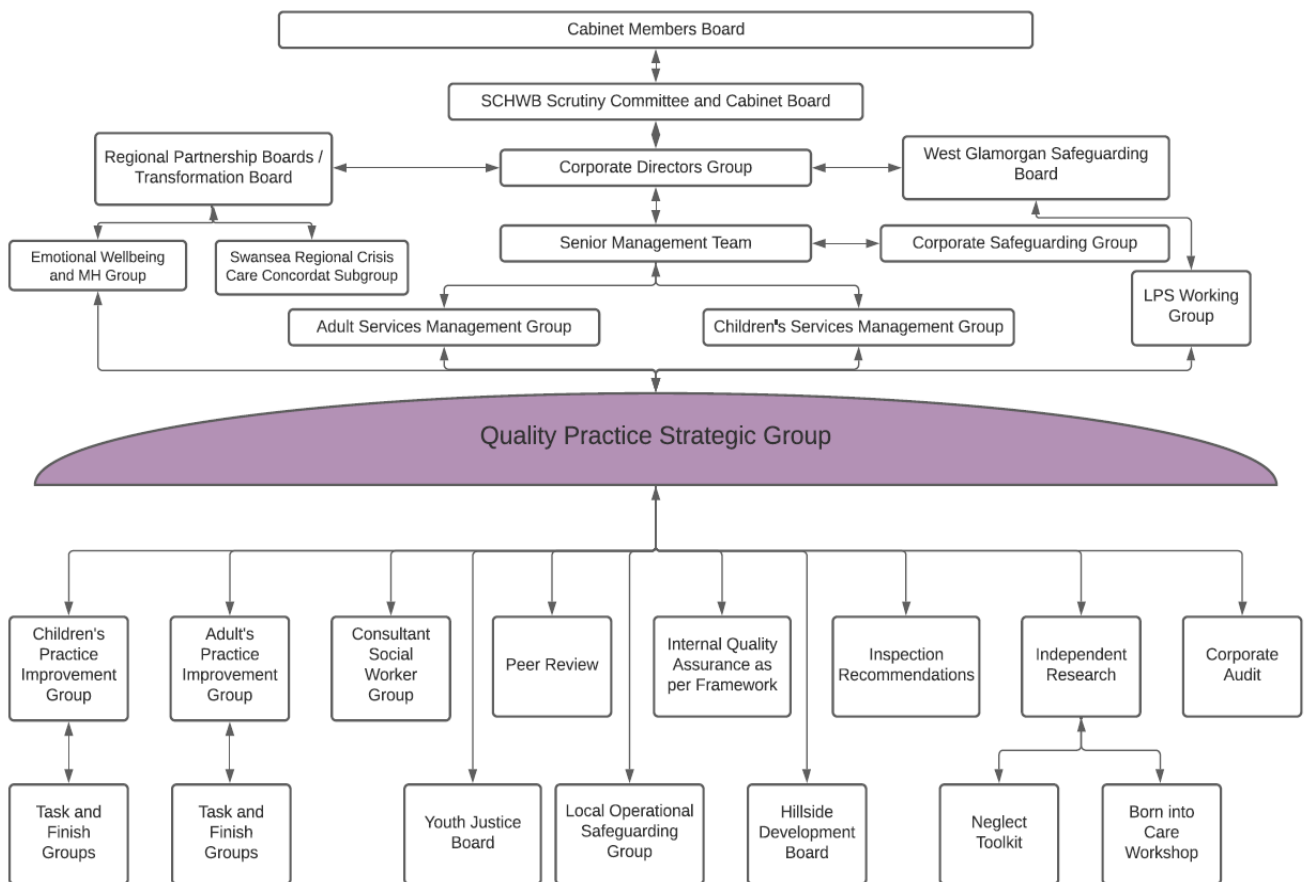 Cabinet Members Board
SCHWB Scrutiny Committee and Cabinet Board
Regional Partnership Boards /
Transformation Board
Corporate Directors Group
West Glamorgan Safeguarding
Board
Emotional Wellbeing
and MH Group
Swansea Regional Crisis
Care Concordat Subgroup
Senior Management Team
Corporate Safeguarding Group
LPS Working
Group
Adult Services Management Group
Children's Services Management Group
Quality Practice Strategic Group
Children's
Practice
Improvement
Group
Adult's
Practice
Improvement
Group
Consultant
Social
Worker
Group
Peer Review
Internal Quality
Assurance as
per Framework
Inspection
Recommendations
Independent
Research
Corporate
Audit
Task and
Finish
Groups
Task and
Finish
Groups
Youth Justice
Board
Local Operational
Safeguarding
Group
Hillside
Development
Board
Neglect
Toolkit
Born into
Care
Workshop